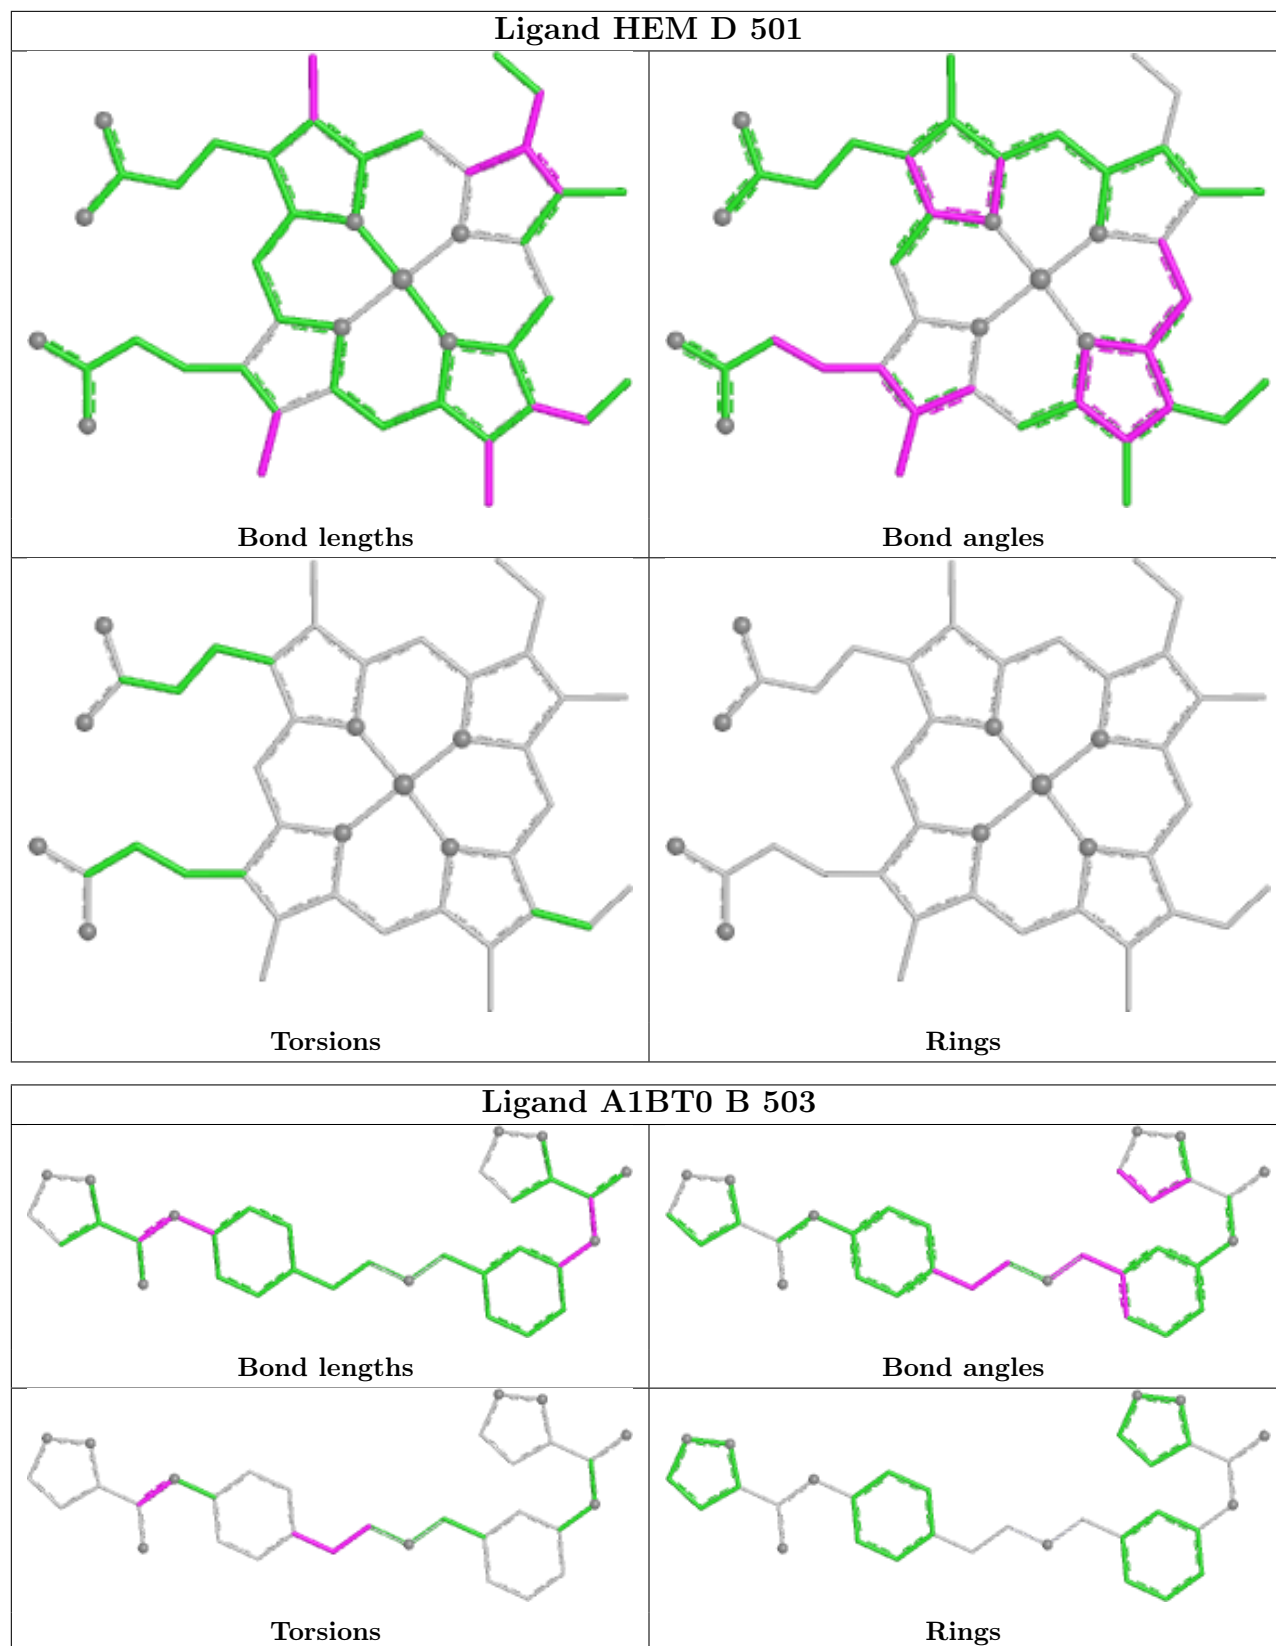 Ligand HEM D 501
Bond lengths
Bond angles
Torsions
Rings
Ligand A1BT0 B 503
Bond lengths
Bond angles
Torsions
Rings